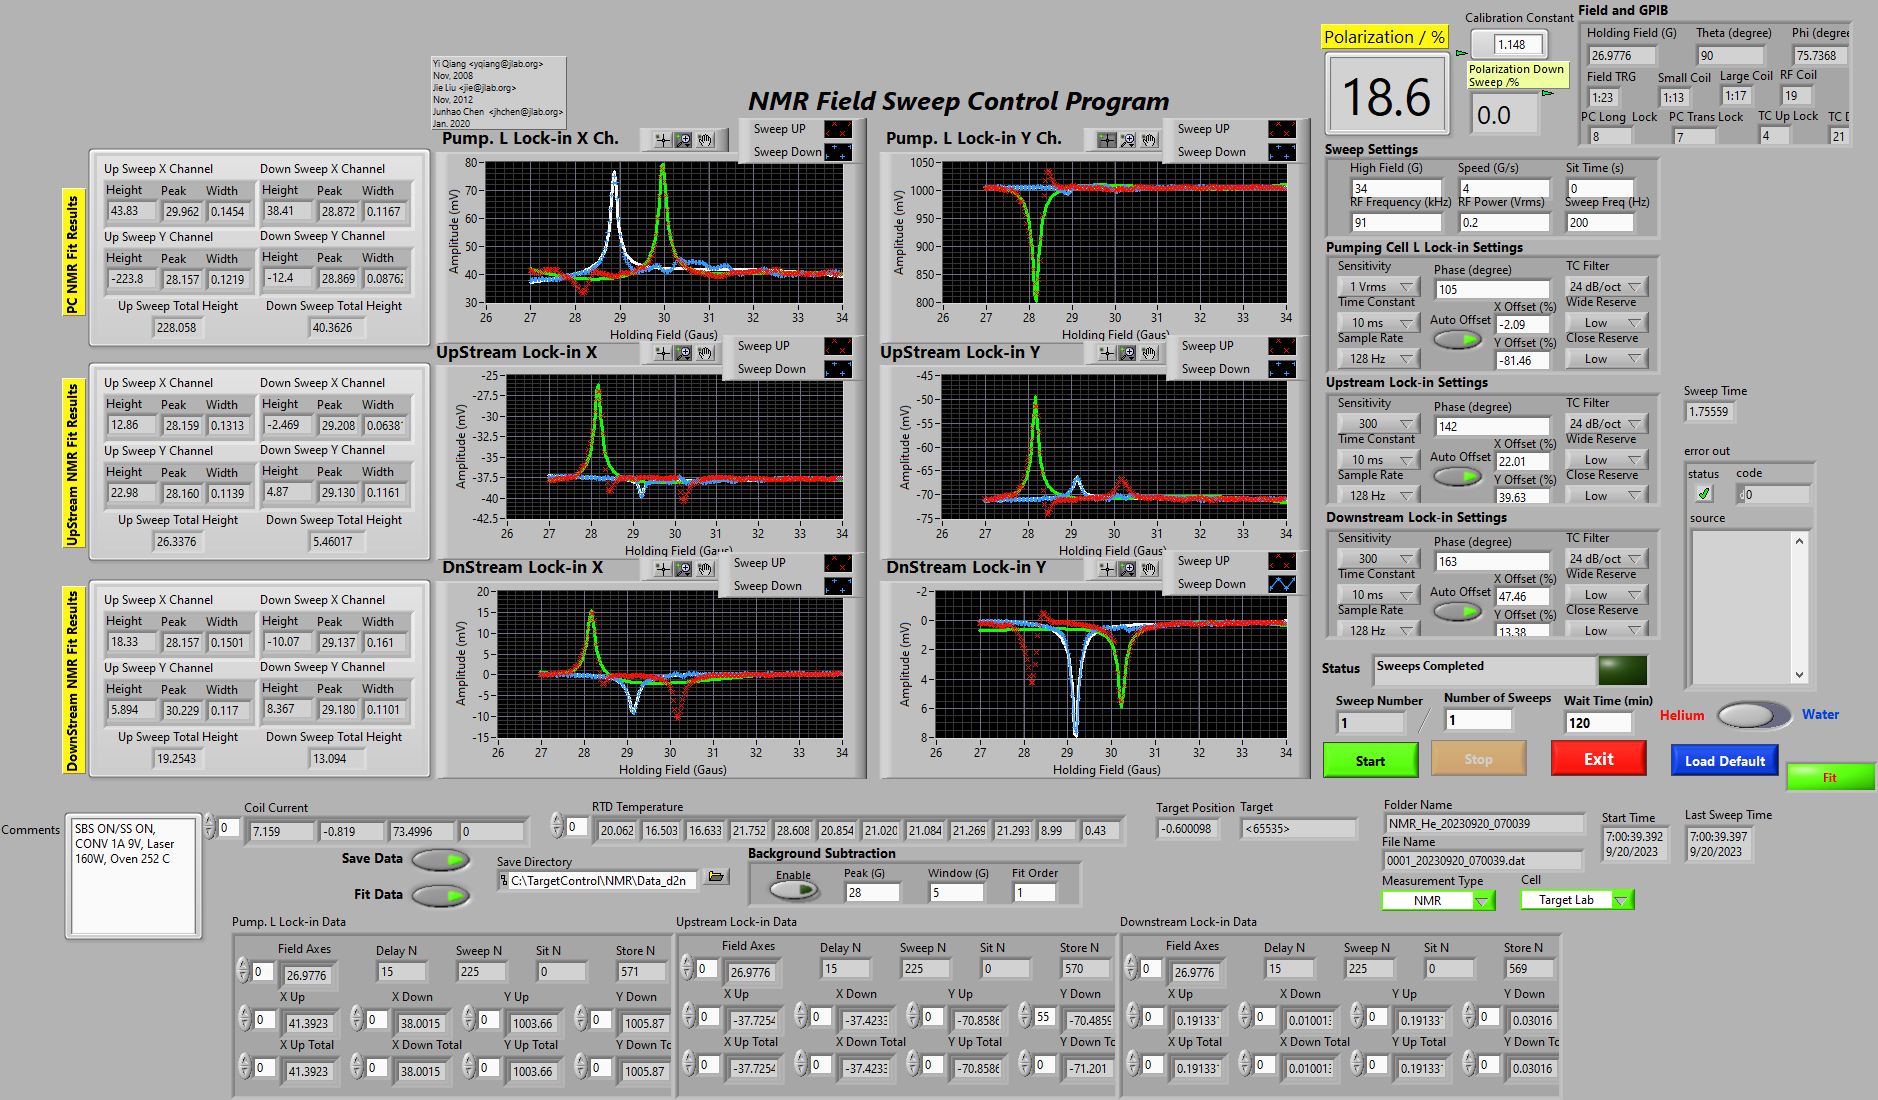 Yi Qiang <yqiang@jlab.org>
Nov, 2008
Jie Liu <jie@jlab.org>
Nov, 2012
Junhao Chen <jhchen@jlab.org>
Jan. 2020
NMR Field Sweep Control Program
Polarization / %
18.6
Calibration Constant
1.148
Polarization Down Sweep /%
0.0
Field and GPIB
Holding Field (G) Theta (degree) Phi (degree
26.9776 90 75.7368
Field TRG Small Coil Large Coil RF Coil
1:23 1:13 1:17 19
PC Long Lock PC Trans Lock TC Up Lock TC D
8 7 4 21
PC NMR Fit Results
Up Sweep X Channel Down Sweep X Channel
Height Peak Width Height Peak Width
43.83 29.962 0.1454 38.41 28.872 0.1167
Up Sweep Y Channel Down Sweep Y Channel
Height Peak Width Height Peak Width
-223.8 28.157 0.1219 -12.4 28.869 0.0876
Up Sweep Total Height Down Sweep Total Height
228.058 40.3626
UpStream NMR Fit Results
Up Sweep X Channel Down Sweep X Channel
Height Peak Width Height Peak Width
12.86 28.159 0.1313 -2.469 29.208 0.0638
Up Sweep Y Channel Down Sweep Y Channel
Height Peak Width Height Peak Width
22.98 28.160 0.1139 4.87 29.130 0.1161
Up Sweep Total Height Down Sweep Total Height
26.3376 5.46017
DownStream NMR Fit Results
Up Sweep X Channel Down Sweep X Channel
Height Peak Width Height Peak Width
18.33 28.157 0.1501 -10.07 29.137 0.161
Up Sweep Y Channel Down Sweep Y Channel
Height Peak Width Height Peak Width
5.894 30.229 0.117 8.367 29.180 0.1101
Up Sweep Total Height Down Sweep Total Height
19.2543 13.094
Pump. L Lock-in X Ch.
Sweep UP
Sweep Down
Amplitude (mV)
80
70
60
50
40
30
26 27 28 29 30 31 32 33 34
Holding Field (Gaus)
Pump. L Lock-in Y Ch.
Sweep UP
Sweep Down
Amplitude (mV)
1050
1000
950
900
850
800
26 27 28 29 30 31 32 33 34
Holding Field (Gaus)
UpStream Lock-in X
Sweep UP
Sweep Down
Amplitude (mV)
-25
-27.5
-30
-32.5
-35
-37.5
-40
-42.5
26 27 28 29 30 31 32 33 34
Holding Field (Gaus)
UpStream Lock-in Y
Sweep UP
Sweep Down
Amplitude (mV)
-45
-50
-55
-60
-65
-70
-75
26 27 28 29 30 31 32 33 34
Holding Field (Gaus)
DnStream Lock-in X
Sweep UP
Sweep Down
Amplitude (mV)
20
15
10
5
0
-5
-10
-15
26 27 28 29 30 31 32 33 34
Holding Field (Gaus)
DnStream Lock-in Y
Sweep UP
Sweep Down
Amplitude (mV)
-2
0
2
4
6
8
26 27 28 29 30 31 32 33 34
Holding Field (Gaus)
Sweep Settings
High Field (G) Speed (G/s) Sit Time (s)
34 4 0
RF Frequency (kHz) RF Power (Vrms) Sweep Freq (Hz)
91 0.2 200
Pumping Cell L Lock-in Settings
Sensitivity Phase (degree) TC Filter
1 Vrms 105 24 dB/oct
Time Constant X Offset (%) Wide Reserve
10 ms Auto Offset -2.09 Low
Sample Rate Y Offset (%) Close Reserve
128 Hz -81.46 Low
Upstream Lock-in Settings
Sensitivity Phase (degree) TC Filter
300 142 24 dB/oct
Time Constant X Offset (%) Wide Reserve
10 ms Auto Offset 22.01 Low
Sample Rate Y Offset (%) Close Reserve
128 Hz 39.63 Low
Downstream Lock-in Settings
Sensitivity Phase (degree) TC Filter
300 163 24 dB/oct
Time Constant X Offset (%) Wide Reserve
10 ms Auto Offset 47.46 Low
Sample Rate Y Offset (%) Close Reserve
128 Hz 13.38 Low
Sweep Time
1.75559
error out
status code
0
source
Status Sweeps Completed
Sweep Number Number of Sweeps Wait Time (min)
1 / 1 120
Helium Water
Start Stop Exit Load Default Fit
Comments
SBS ON/SS ON,
CONV 1A 9V, Laser
160W, Oven 252 C
Coil Current
0 7.159 -0.819 73.4996 0
RTD Temperature
0 20.062 16.503 16.633 21.752 28.608 20.854 21.020 21.084 21.269 21.293 8.99 0.43
Target Position Target
-0.600098 <65535>
Folder Name
NMR_He_20230920_070039
File Name
0001_20230920_070039.dat
Start Time Last Sweep Time
7:00:39.392 7:00:39.397
9/20/2023 9/20/2023
Measurement Type Cell
NMR Target Lab
Save Data
Fit Data
Save Directory
C:\TargetControl\NMR\Data_d2n
Background Subtraction
Enable Peak (G) Window (G) Fit Order
28 5 1
Pump. L Lock-in Data
Field Axes Delay N Sweep N Sit N Store N
0 26.9776 15 225 0 571
X Up X Down Y Up Y Down
0 41.3923 0 38.0015 0 1003.66 0 1005.87
X Up Total X Down Total Y Up Total Y Down To
0 41.3923 0 38.0015 0 1003.66 0 1005.87
Upstream Lock-in Data
Field Axes Delay N Sweep N Sit N Store N
0 26.9776 15 225 0 570
X Up X Down Y Up Y Down
0 -37.7254 0 -37.4233 0 -70.8586 55 -70.4859
X Up Total X Down Total Y Up Total Y Down Tc
0 -37.7254 0 -37.4233 0 -70.8586 0 -71.201
Downstream Lock-in Data
Field Axes Delay N Sweep N Sit N Store N
0 26.9776 15 225 0 569
X Up X Down Y Up Y Down
0 0.19133 0 0.01001 0 0.19133 0 0.03016
X Up Total X Down Total Y Up Total Y Down Tc
0 0.19133 0 0.01001 0 0.19133 0 0.03016